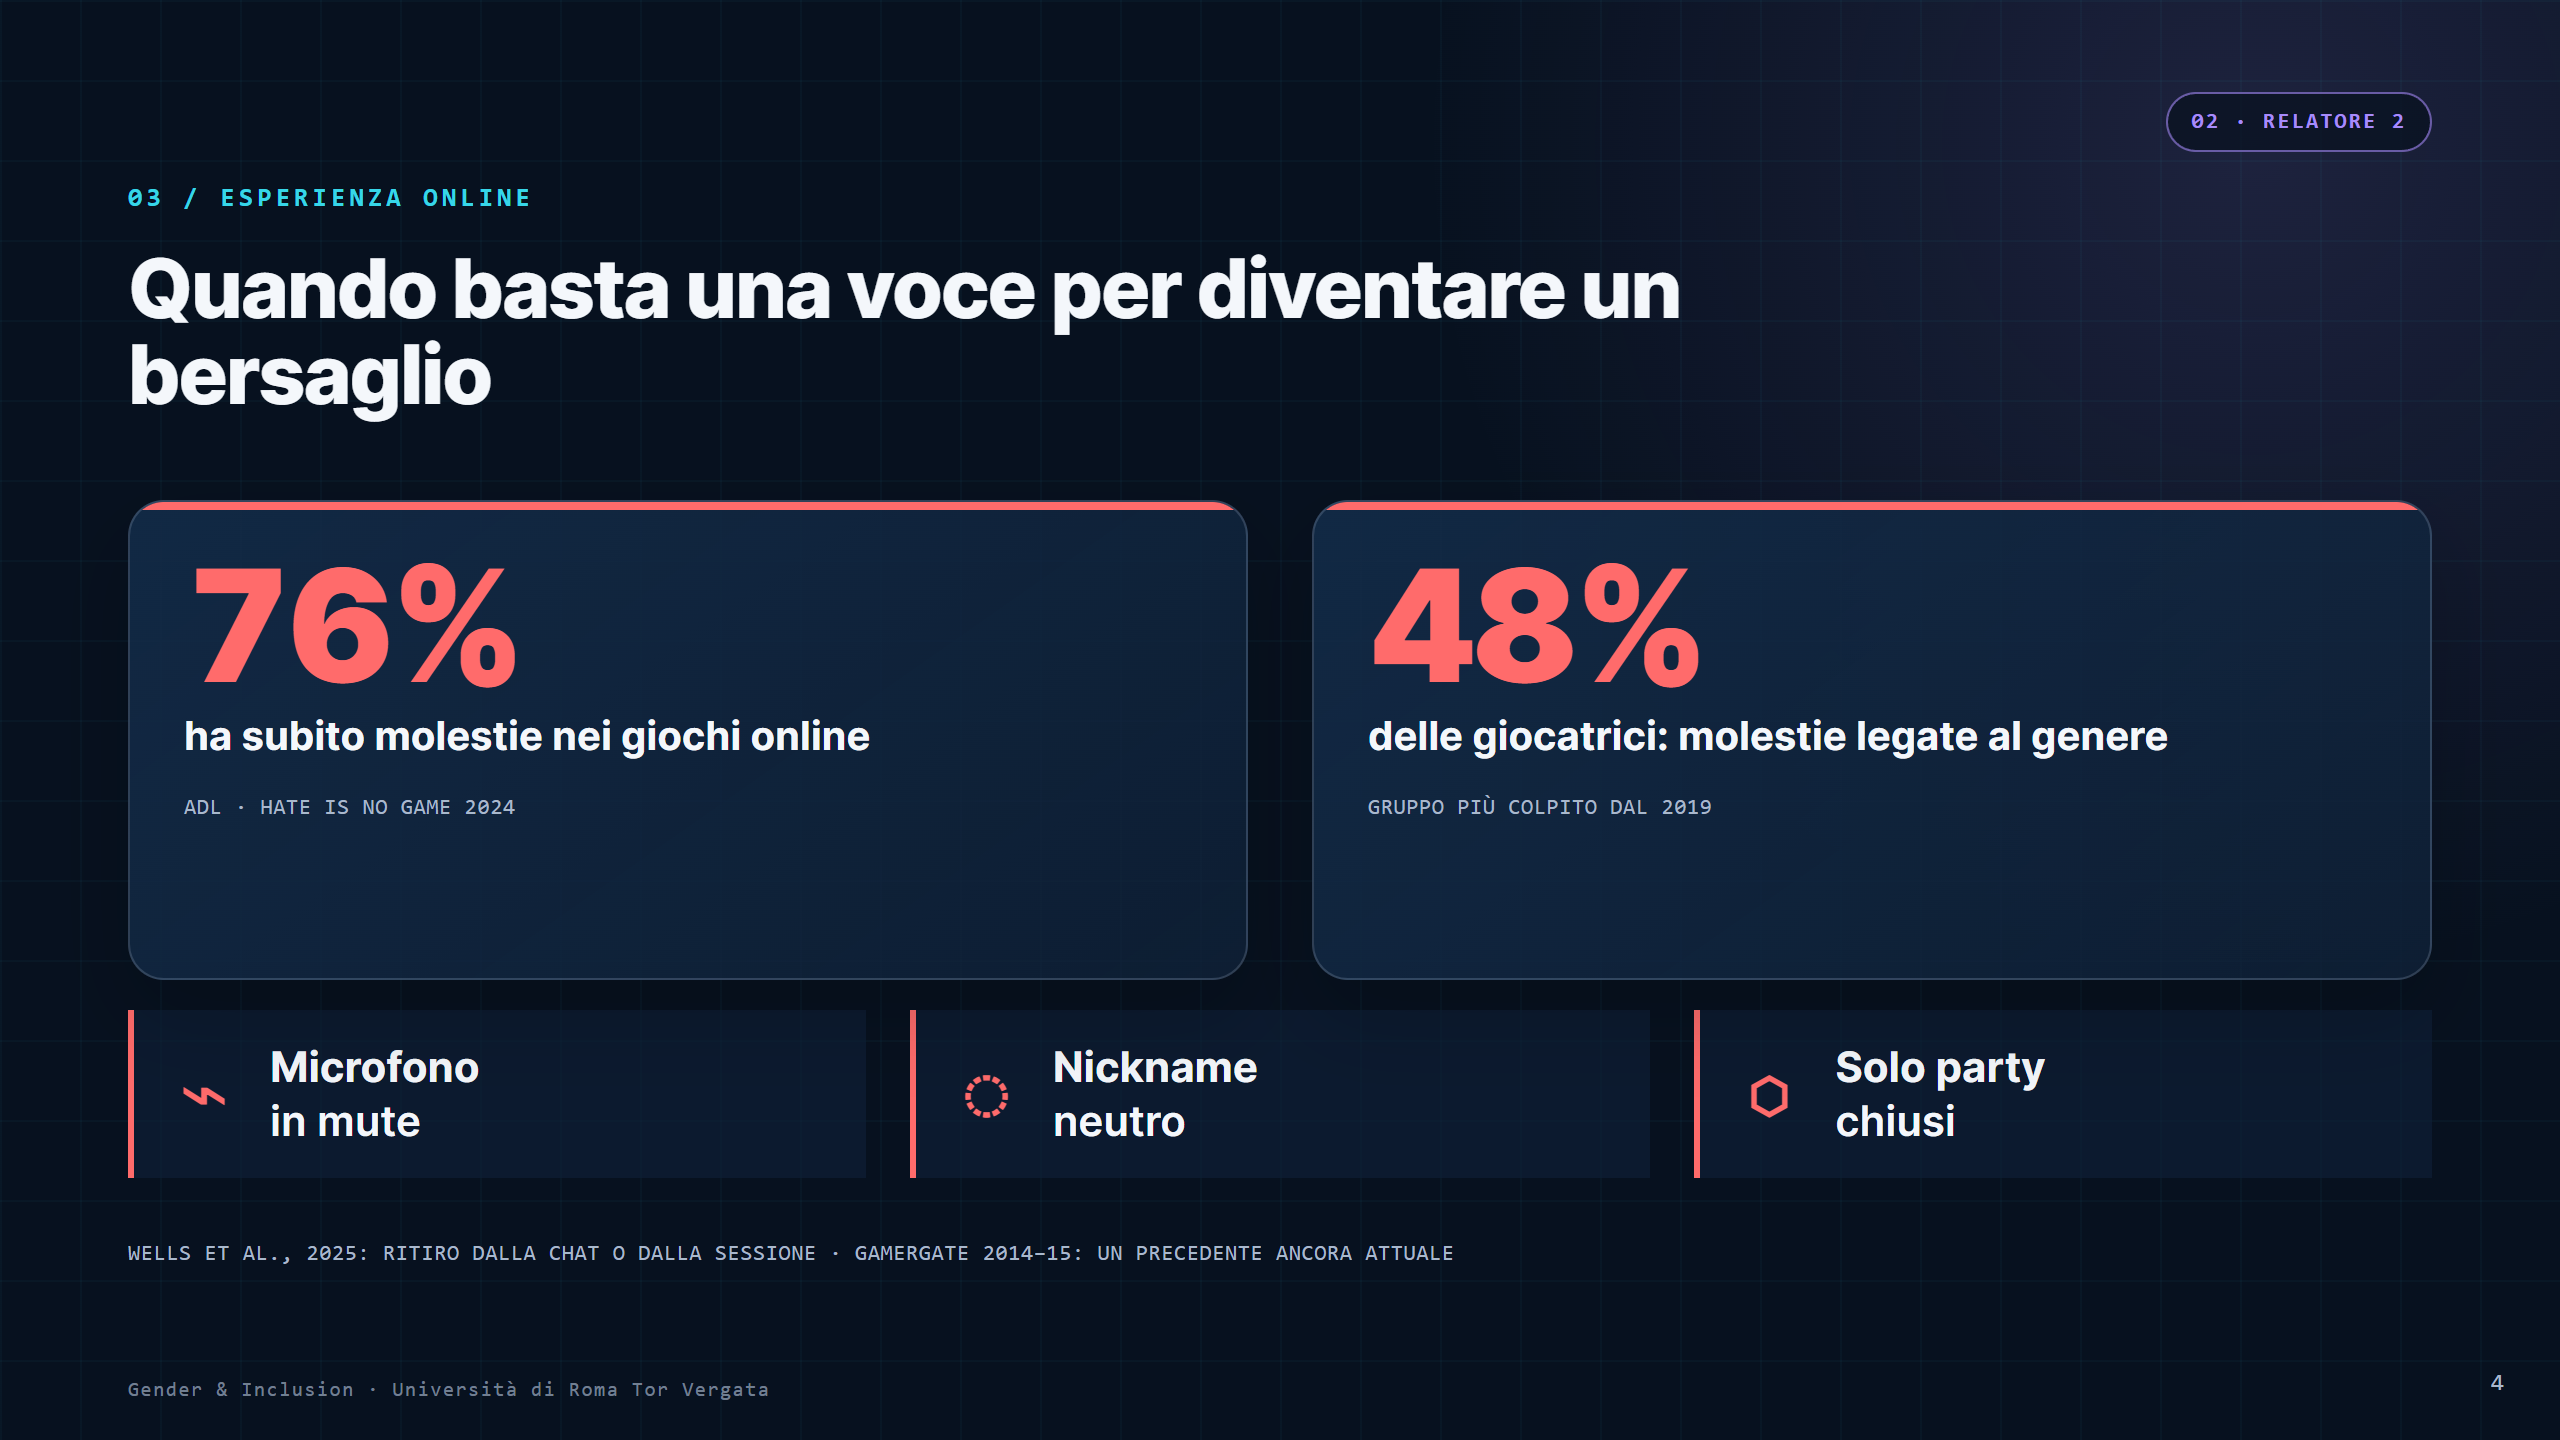 02 · RELATORE 2
03 / ESPERIENZA ONLINE
Quando basta una voce per diventare un
bersaglio
76%
ha subito molestie nei giochi online
ADL · HATE IS NO GAME 2024
48%
delle giocatrici: molestie legate al genere
GRUPPO PIÙ COLPITO DAL 2019
Microfono
in mute
Nickname
neutro
Solo party
chiusi
WELLS ET AL., 2025: RITIRO DALLA CHAT O DALLA SESSIONE · GAMERGATE 2014–15: UN PRECEDENTE ANCORA ATTUALE
Gender & Inclusion · Università di Roma Tor Vergata
4